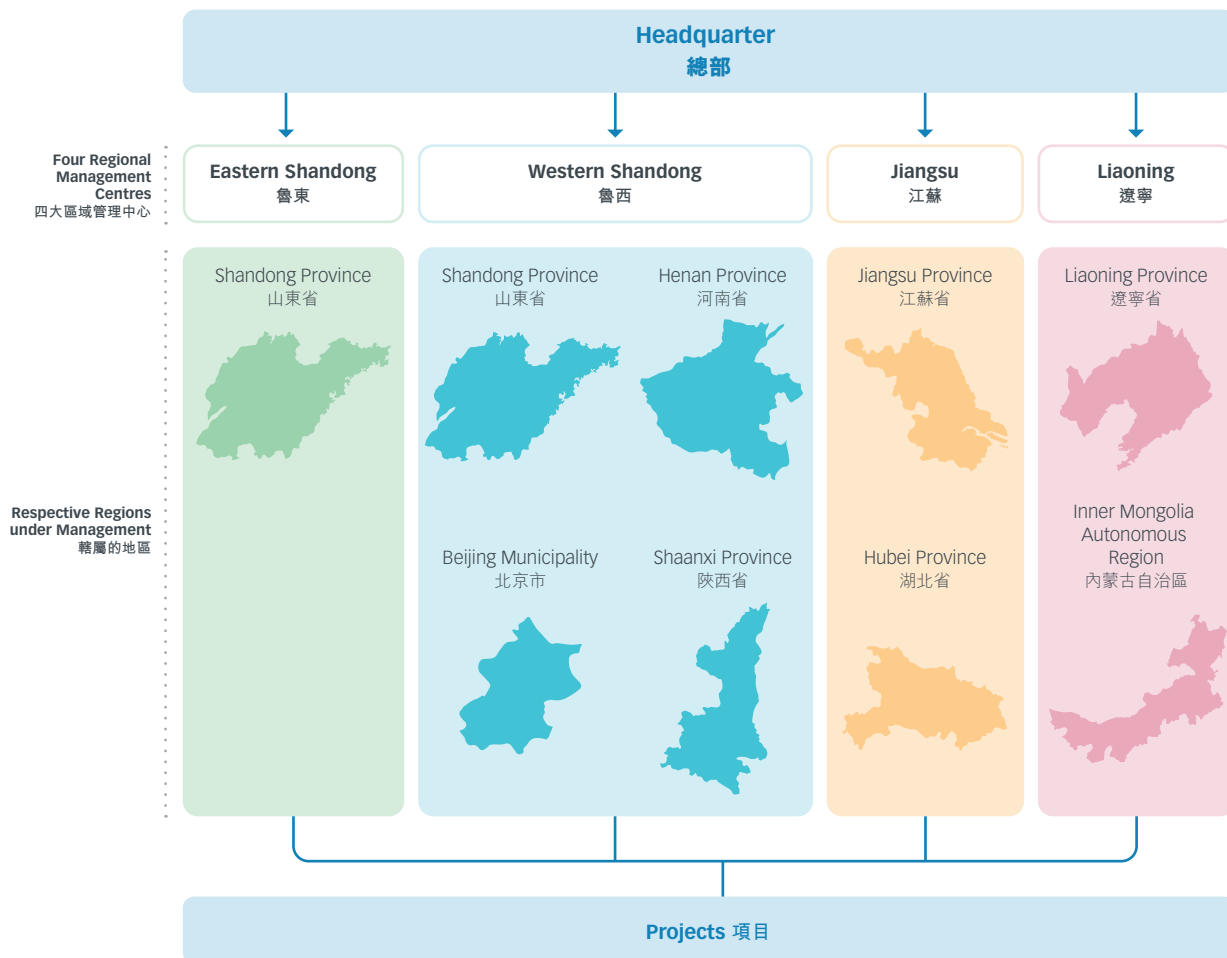 Headquarter
總部
Four Regional
Management
Centres
四大區域管理中心
Eastern Shandong
魯東
Western Shandong
魯西
Jiangsu
江蘇
Liaoning
遼寧
Respective Regions
under Management
轄屬的地區
Shandong Province
山東省
Shandong Province
山東省
Henan Province
河南省
Jiangsu Province
江蘇省
Liaoning Province
遼寧省
Beijing Municipality
北京市
Shaanxi Province
陝西省
Hubei Province
湖北省
Inner Mongolia
Autonomous
Region
內蒙古自治區
Projects 項目